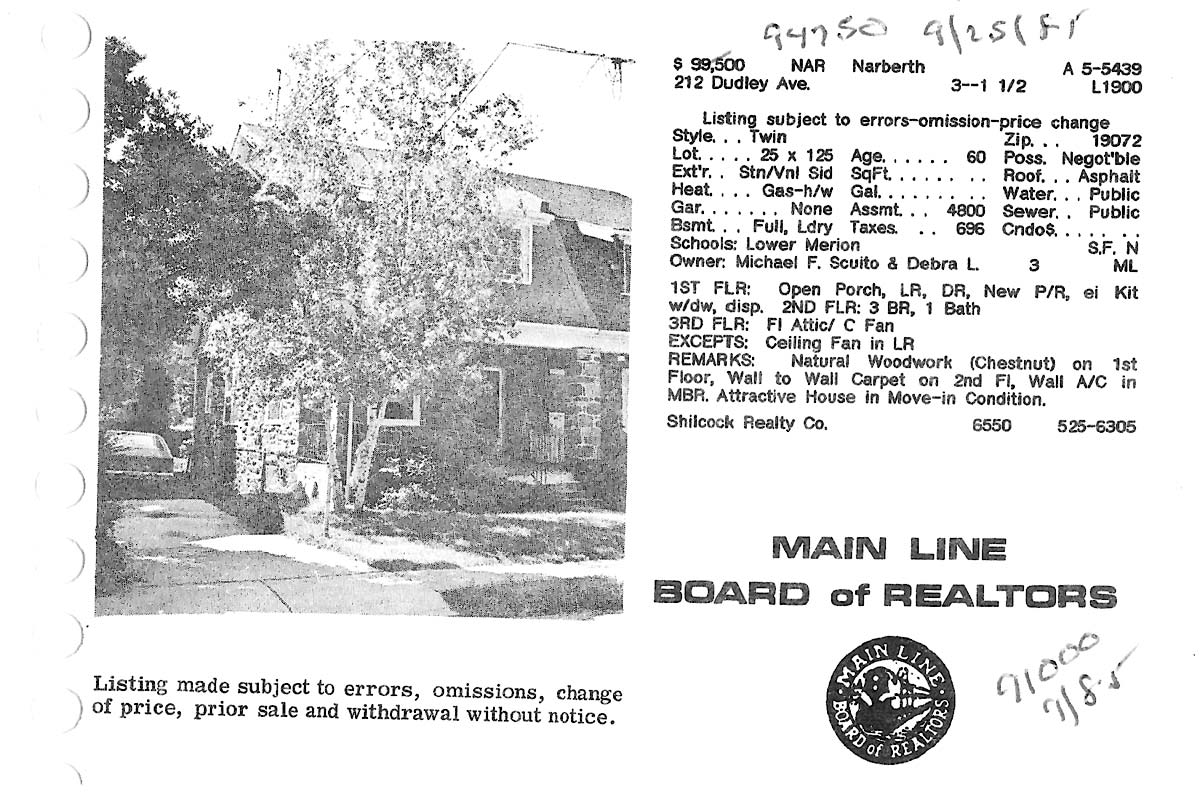 94750 9/25/85
$ 99,500 NAR Narberth A 5-5439
212 Dudley Ave. 3--1 1/2 L1900
Listing subject to errors-omission-price change
Style. . . Twin Zip. . . 19072
Lot. . . . . 25 x 125 Age. . . . . . 60 Poss. Negot'ble
Ext'r. . Stn/Vnl Sid SqFt. . . . . . . . Roof. . . Asphalt
Heat. . . . Gas-h/w Gal. . . . . . . . . . Water. . . Public
Gar. . . . . . . None Assmt. . . 4800 Sewer. . Public
Bsmt. . . Full, Ldry Taxes. . . 696 Cndo$. . . . . . .
Schools: Lower Merion S.F. N
Owner: Michael F. Scuito & Debra L. 3 ML
1ST FLR: Open Porch, LR, DR, New P/R, ei Kit
w/dw, disp. 2ND FLR: 3 BR, 1 Bath
3RD FLR: Fl Attic/ C Fan
EXCEPTS: Ceiling Fan in LR
REMARKS: Natural Woodwork (Chestnut) on 1st
Floor, Wall to Wall Carpet on 2nd Fl, Wall A/C in
MBR. Attractive House in Move-in Condition.
Shilcock Realty Co. 6550 525-6305
MAIN LINE
BOARD of REALTORS
MAIN LINE
BOARD of REALTORS
91000
9/85
Listing made subject to errors, omissions, change
of price, prior sale and withdrawal without notice.